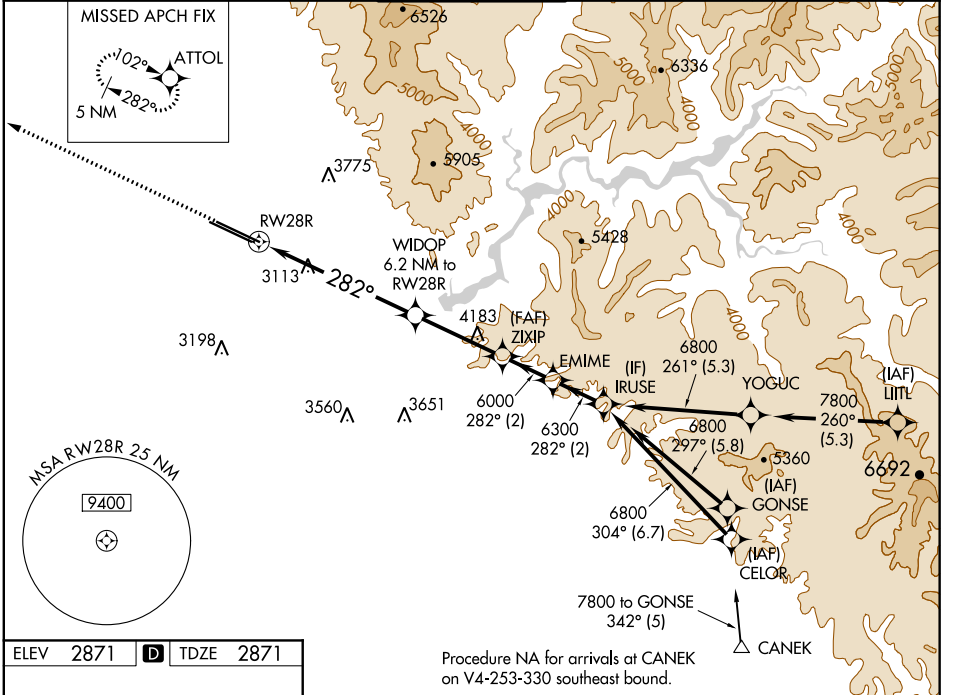 MISSED APCH FIX
ATTOL
102°
282°
5 NM
6526
5000
6336
5000
4000
5000
3775
5905
4000
4000
RW28R
5428
WIDOP
6.2 NM to
RW28R
3113
282°
4000
4183
(FAF)
ZIXIP
3198
EMIME
(IF)
IRUSE
6800
261° (5.3)
YOGUC
(IAF)
LIITL
7800
260°
(5.3)
6000
282° (2)
6300
282° (2)
3560
3651
6800
297° (5.8)
5360
6692
(IAF)
GONSE
6800
304° (6.7)
(IAF)
CELOR
MSA RW28R 25 NM
9400
7800 to GONSE
342° (5)
CANEK
ELEV 2871 D TDZE 2871
Procedure NA for arrivals at CANEK
on V4-253-330 southeast bound.